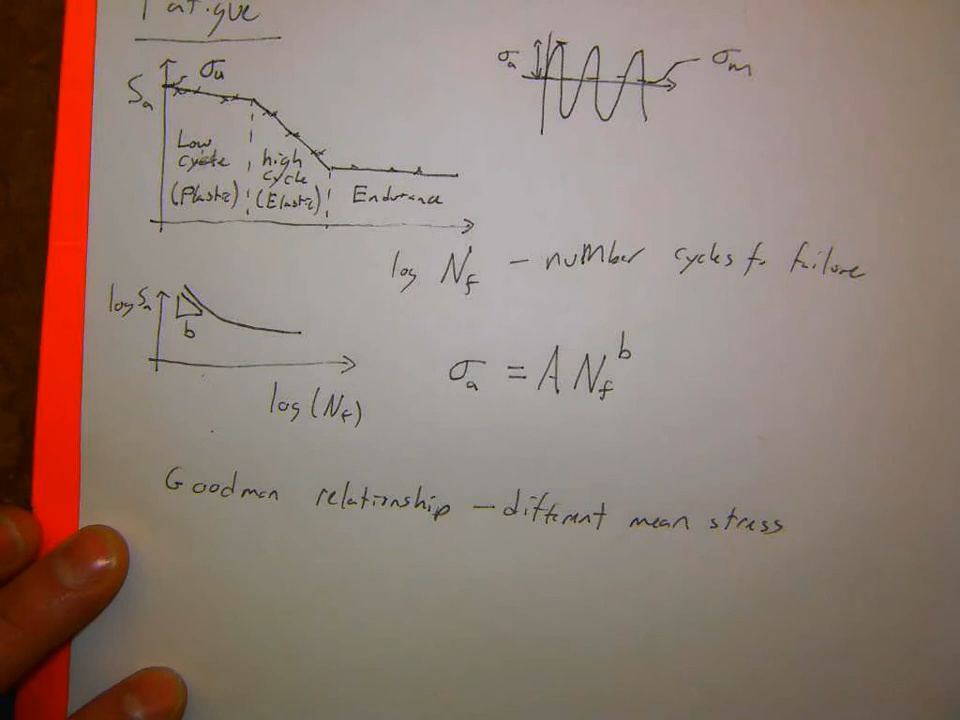 Fatigue
σu
Sa
Low cycle (Plastic)
high cycle (Elastic)
Endurance
σa
σm
log Nf - number cycles to failure
log Sa
b
log (Nf)
σa = A Nf^b
Goodman relationship - different mean stress